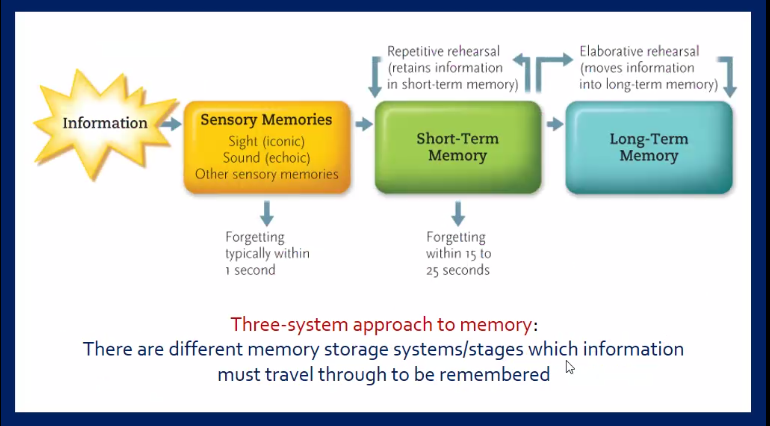 Repetitive rehearsal
(retains information
in short-term memory)
Elaborative rehearsal
(moves information
into long-term memory)
Information
Sensory Memories
Sight (iconic)
Sound (echoic)
Other sensory memories
Short-Term
Memory
Long-Term
Memory
Forgetting
typically within
1 second
Forgetting
within 15 to
25 seconds
Three-system approach to memory:
There are different memory storage systems/stages which information
must travel through to be remembered